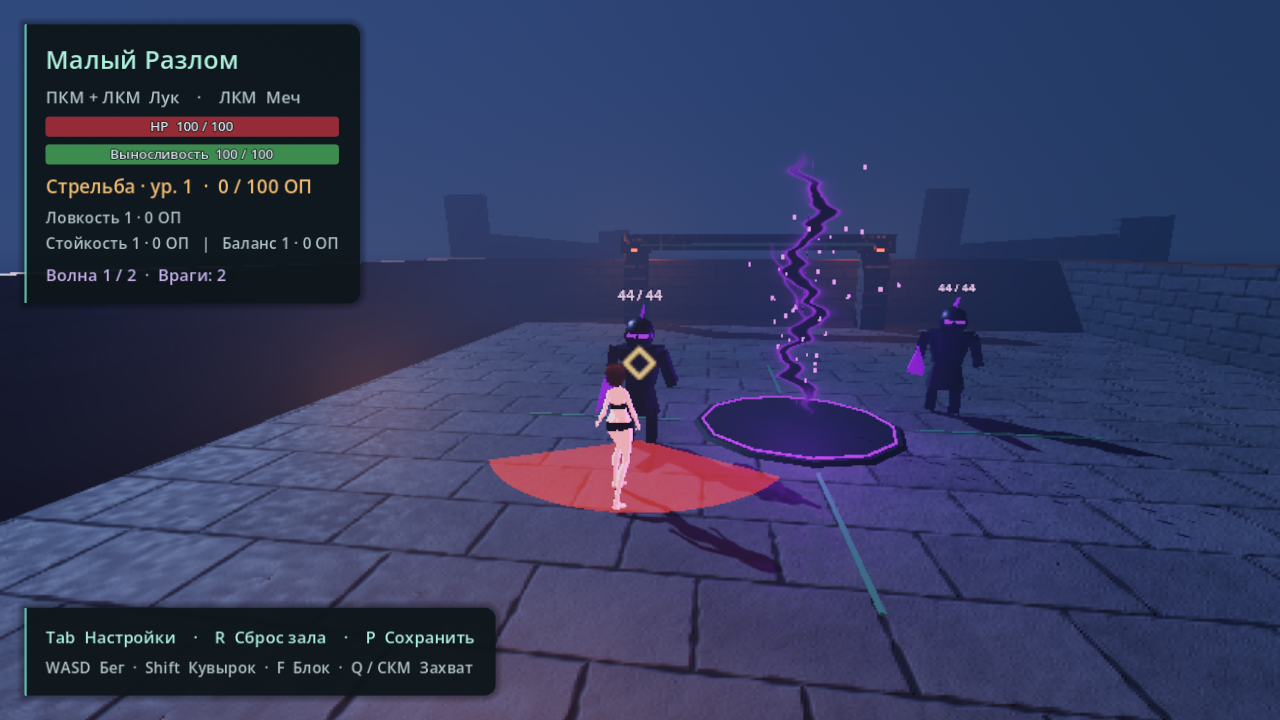 Малый Разлом
ПКМ + ЛКМ Лук · ЛКМ Меч
HP 100 / 100
Выносливость 100 / 100
Стрельба · ур. 1 · 0 / 100 ОП
Ловкость 1 · 0 ОП
Стойкость 1 · 0 ОП | Баланс 1 · 0 ОП
Волна 1 / 2 · Враги: 2
44 / 44
44 / 44
Tab Настройки · R Сброс зала · P Сохранить
WASD Бег · Shift Кувырок · F Блок · Q / СКМ Захват